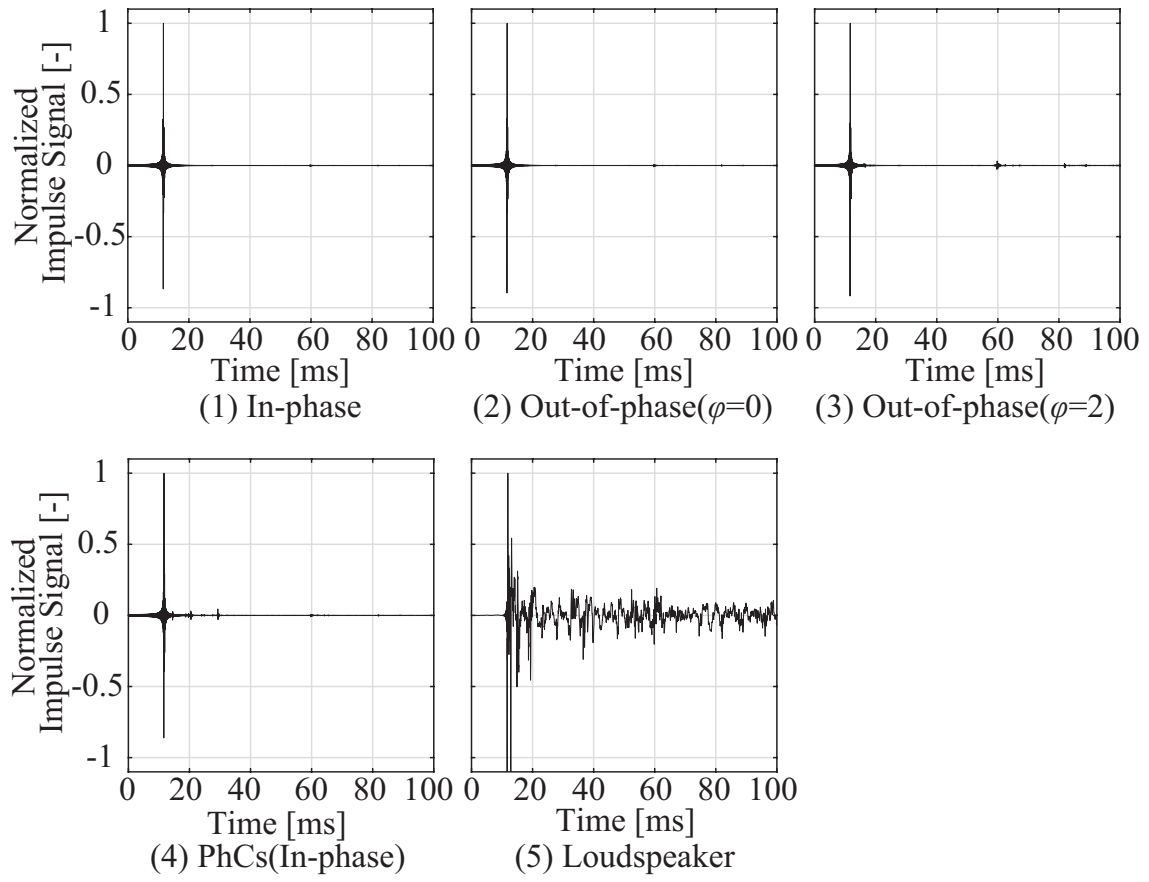 Normalized
Impulse Signal [-]
1
0.5
0
-0.5
-1
0 20 40 60 80 100
0 20 40 60 80 100
0 20 40 60 80 100
Time [ms]
Time [ms]
Time [ms]
(1) In-phase
(2) Out-of-phase(φ=0)
(3) Out-of-phase(φ=2)
Normalized
Impulse Signal [-]
1
0.5
0
-0.5
-1
0 20 40 60 80 100
0 20 40 60 80 100
Time [ms]
Time [ms]
(4) PhCs(In-phase)
(5) Loudspeaker